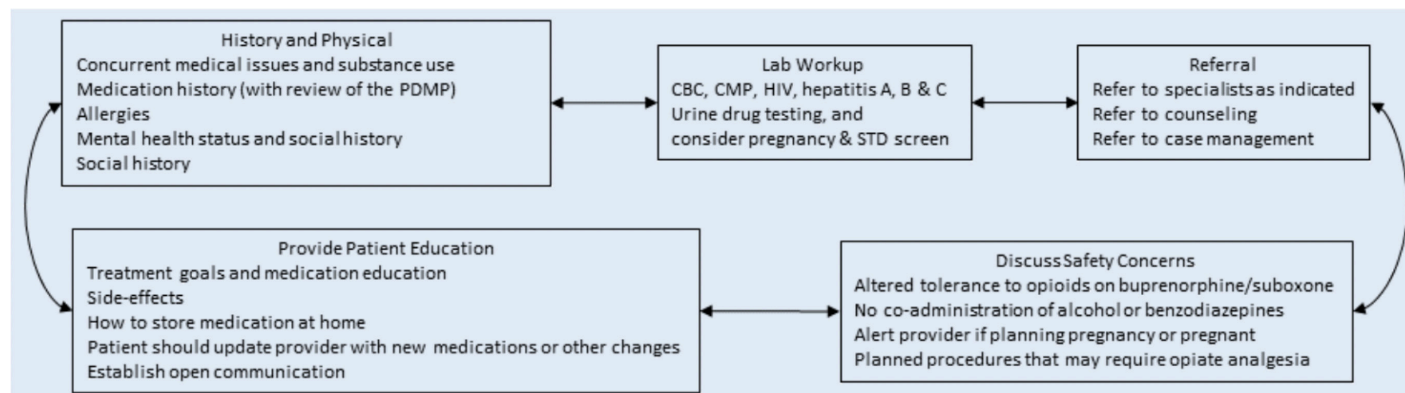 History and Physical
Concurrent medical issues and substance use
Medication history (with review of the PDMP)
Allergies
Mental health status and social history
Social history
Lab Workup
CBC, CMP, HIV, hepatitis A, B & C
Urine drug testing, and
consider pregnancy & STD screen
Referral
Refer to specialists as indicated
Refer to counseling
Refer to case management
Provide Patient Education
Treatment goals and medication education
Side-effects
How to store medication at home
Patient should update provider with new medications or other changes
Establish open communication
Discuss Safety Concerns
Altered tolerance to opioids on buprenorphine/suboxone
No co-administration of alcohol or benzodiazepines
Alert provider if planning pregnancy or pregnant
Planned procedures that may require opiate analgesia